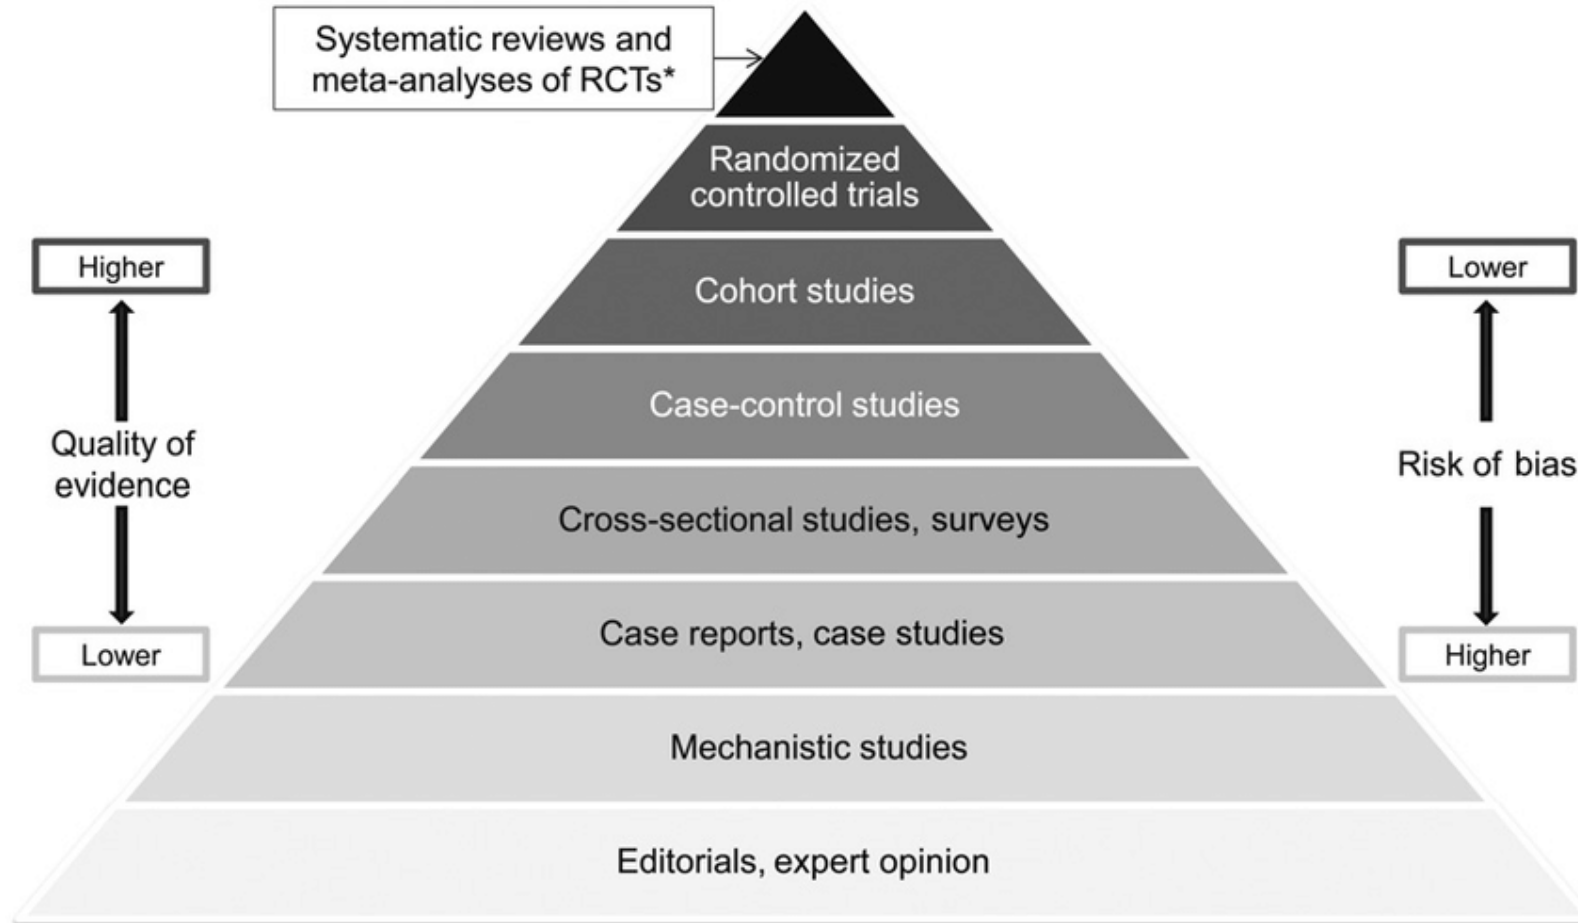 Systematic reviews and
meta-analyses of RCTs*
Randomized
controlled trials
Higher
Lower
Cohort studies
Case-control studies
Quality of
evidence
Risk of bias
Cross-sectional studies, surveys
Case reports, case studies
Lower
Higher
Mechanistic studies
Editorials, expert opinion